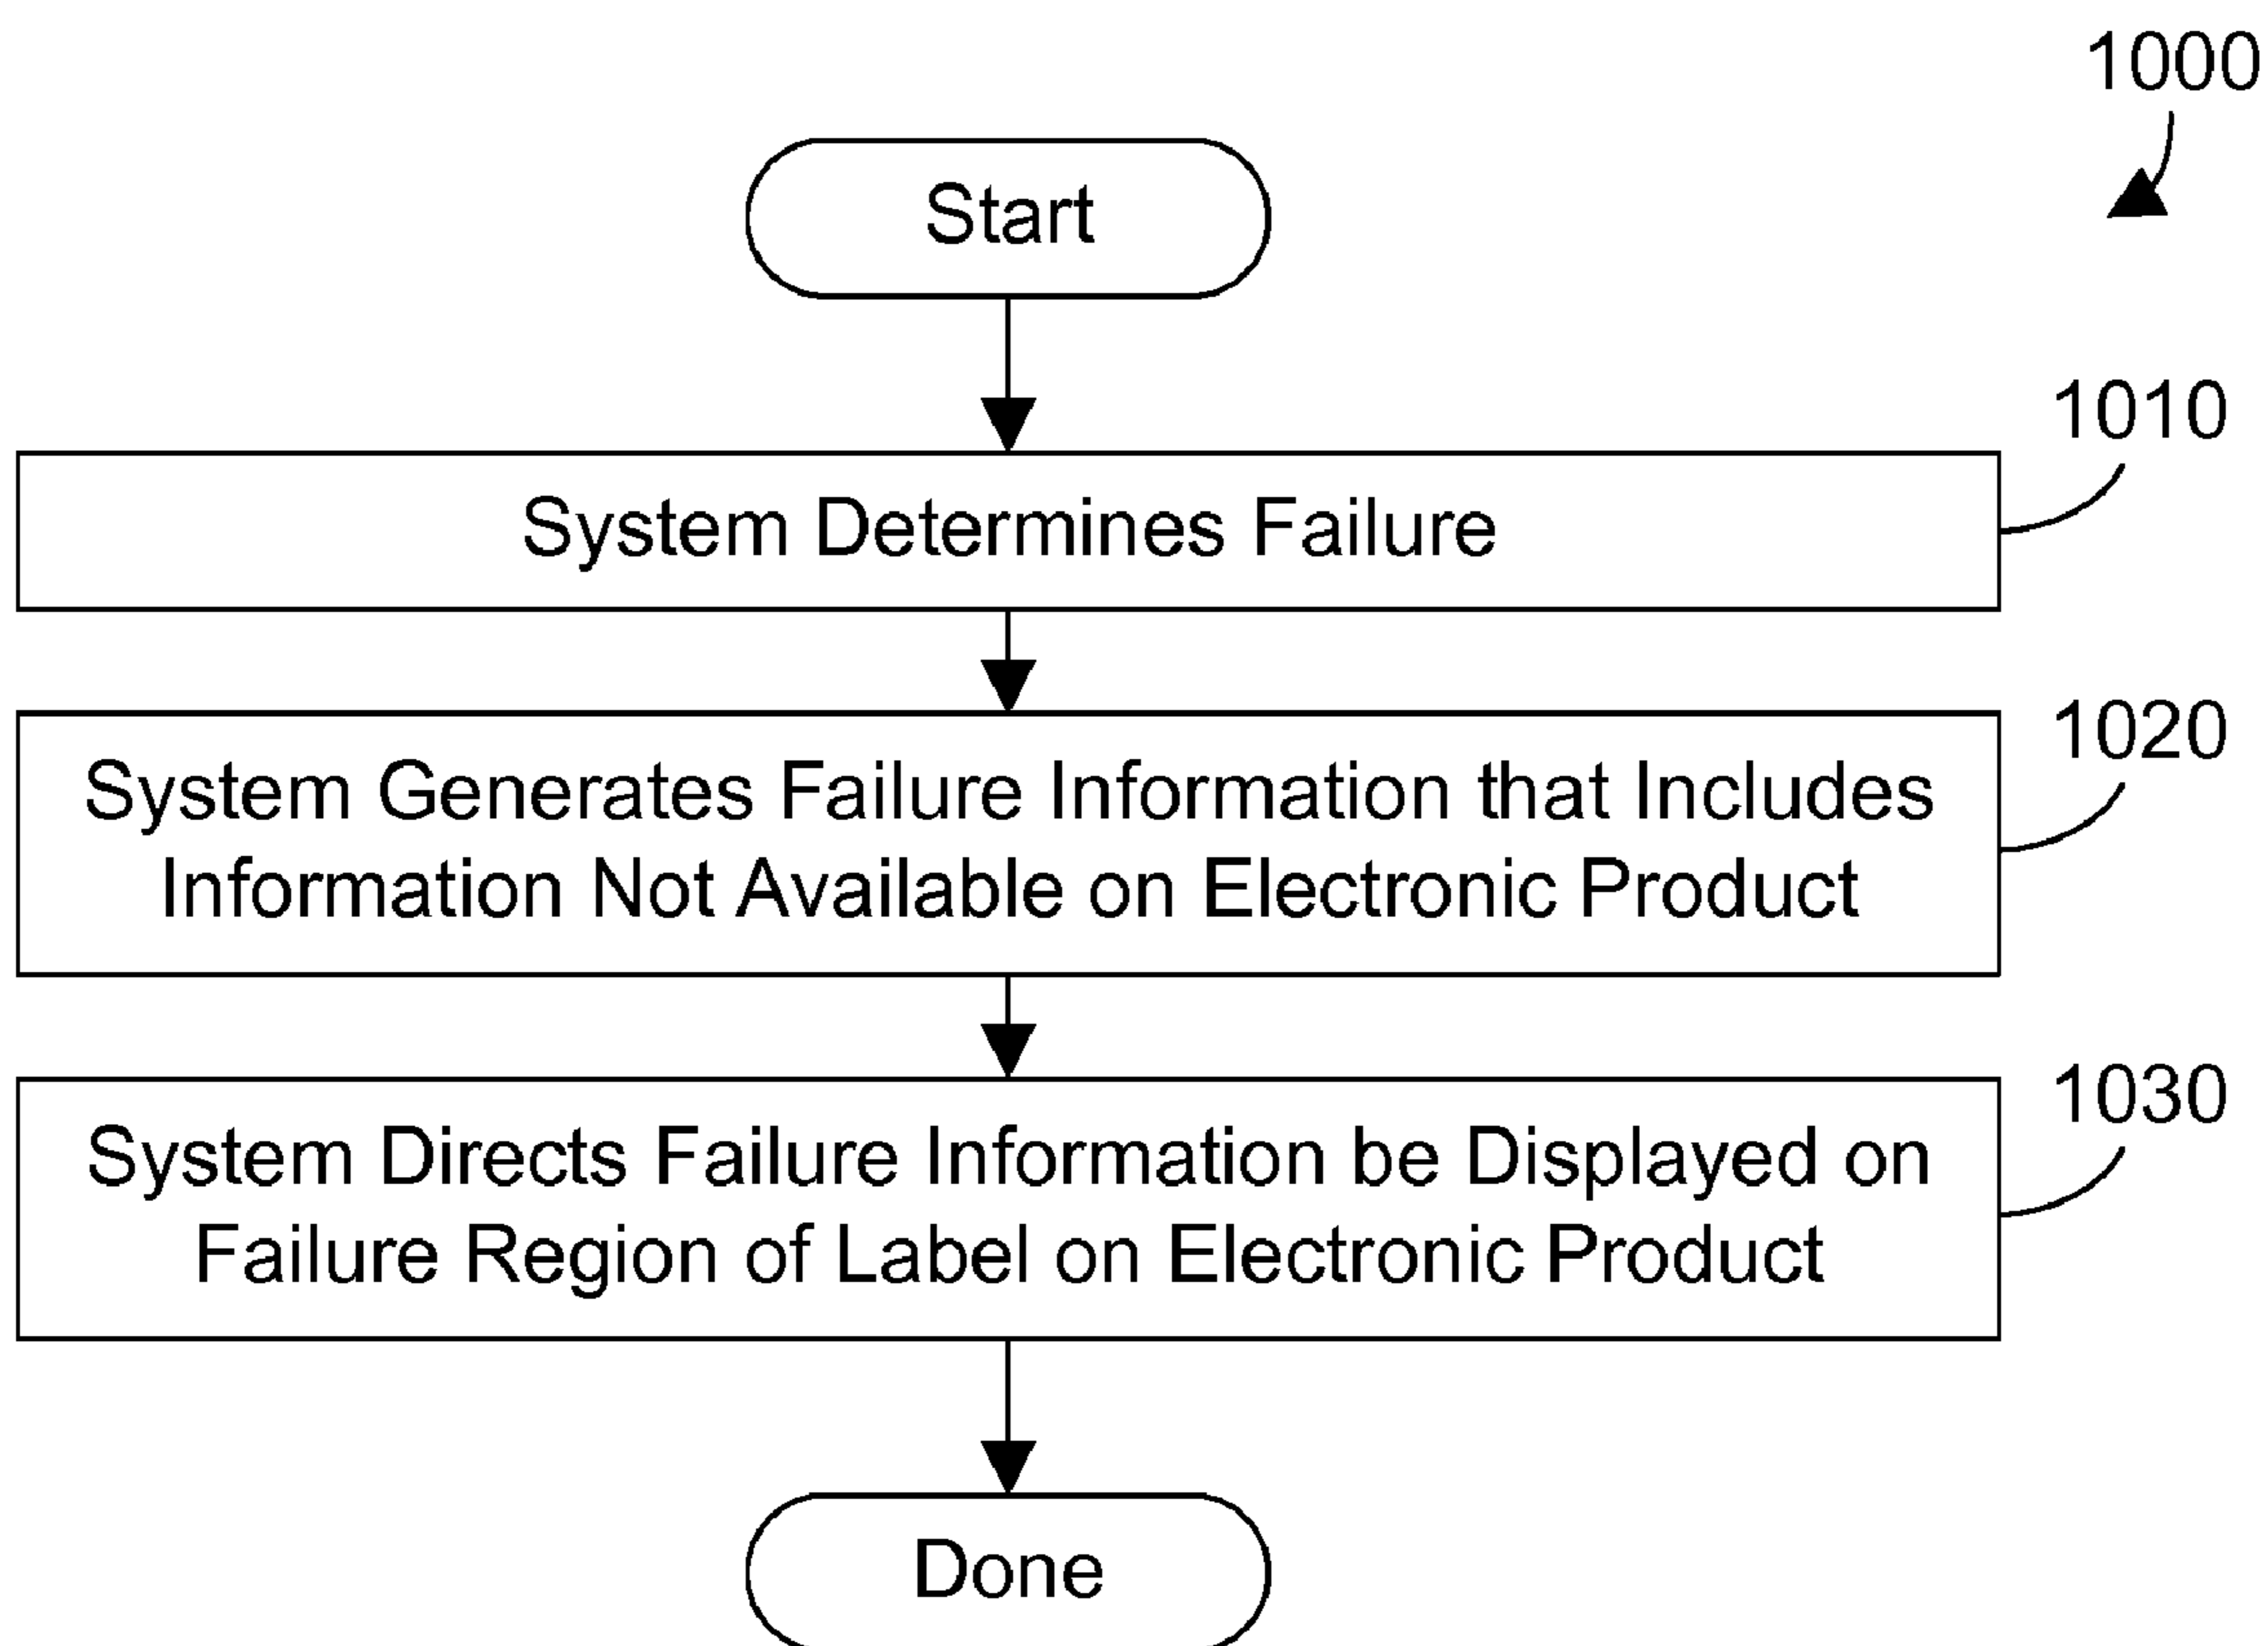 1000
Start
1010
System Determines Failure
1020
System Generates Failure Information that Includes
Information Not Available on Electronic Product
1030
System Directs Failure Information be Displayed on
Failure Region of Label on Electronic Product
Done